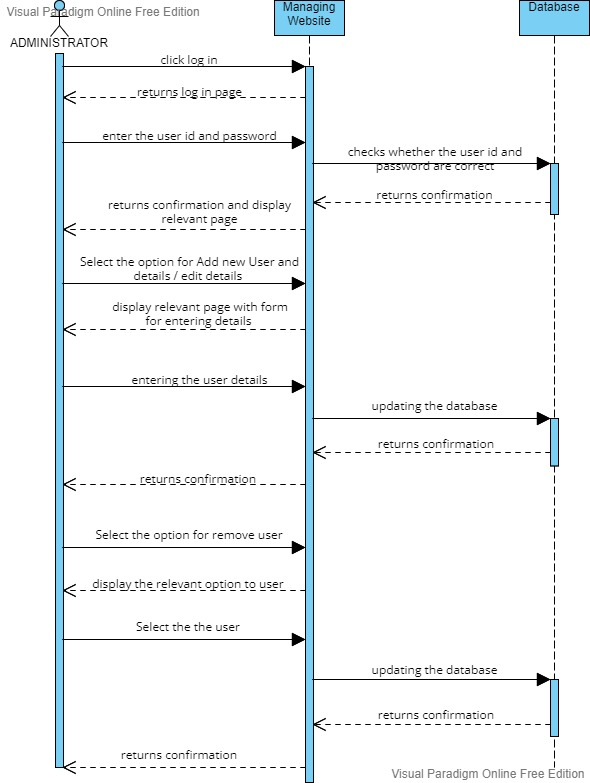 Visual Paradigm Online Free Edition
Managing
Website
Database
ADMINISTRATOR
click log in
returns log in page
enter the user id and password
checks whether the user id and
password are correct
returns confirmation
returns confirmation and display
relevant page
Select the option for Add new User and
details / edit details
display relevant page with form
for entering details
entering the user details
updating the database
returns confirmation
returns confirmation
Select the option for remove user
display the relevant option to user
Select the the user
updating the database
returns confirmation
returns confirmation
Visual Paradigm Online Free Edition